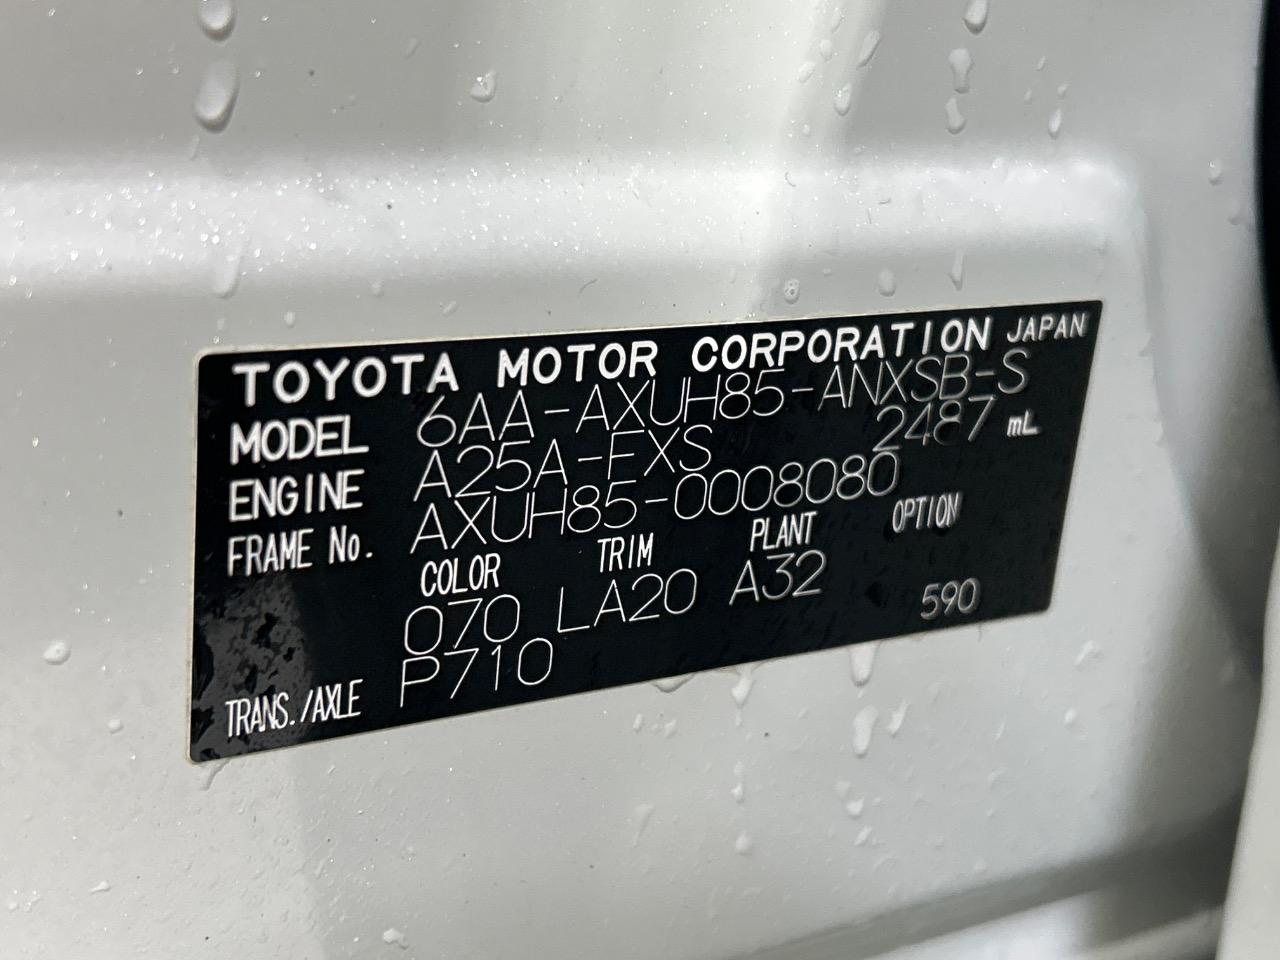 TOYOTA MOTOR CORPORATION JAPAN
MODEL 6AA-AXUH85-ANXSB-S
ENGINE A25A-FXS 2487 mL
FRAME No. AXUH85-0008080
COLOR TRIM PLANT OPTION
070 LA20 A32 590
TRANS./AXLE P710